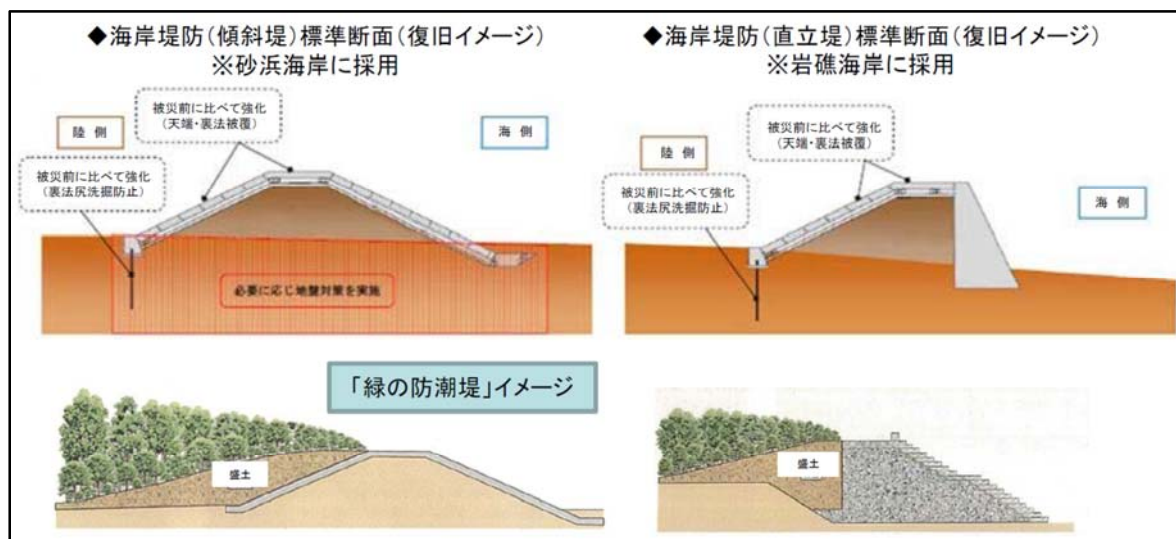 ◆海岸堤防(傾斜堤)標準断面(復旧イメージ)
※砂浜海岸に採用
被災前に比べて強化
(天端・裏法被覆)
陸 側
海 側
被災前に比べて強化
(裏法尻洗掘防止)
必要に応じ地盤対策を実施
◆海岸堤防(直立堤)標準断面(復旧イメージ)
※岩礁海岸に採用
被災前に比べて強化
(天端・裏法被覆)
陸 側
被災前に比べて強化
(裏法尻洗掘防止)
海 側
「緑の防潮堤」イメージ
盛土
盛土